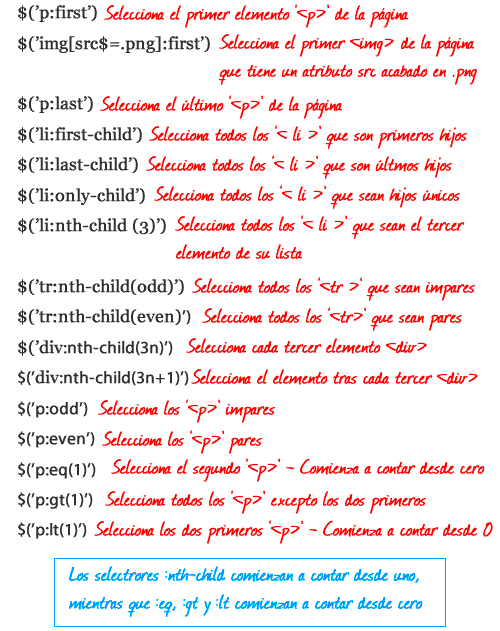 $('p:first') Selecciona el primer elemento '<p>' de la página
$('img[src$=.png]:first') Selecciona el primer <img> de la página
que tiene un atributo src acabado en .png
$('p:last') Selecciona el último '<p>' de la página
$('li:first-child') Selecciona todos los '< li >' que son primeros hijos
$('li:last-child') Selecciona todos los '< li >' que son últmos hijos
$('li:only-child') Selecciona todos los '< li >' que sean hijos únicos
$('li:nth-child (3)') Selecciona todos los '< li >' que sean el tercer
elemento de su lista
$('tr:nth-child(odd)') Selecciona todos los '<tr >' que sean impares
$('tr:nth-child(even)') Selecciona todos los '<tr>' que sean pares
$('div:nth-child(3n)') Selecciona cada tercer elemento <div>
$('div:nth-child(3n+1)') Selecciona el elemento tras cada tercer <div>
$('p:odd') Selecciona los '<p>' impares
$('p:even') Selecciona los '<p>' pares
$('p:eq(1)') Selecciona el segundo '<p>' - Comienza a contar desde cero
$('p:gt(1)') Selecciona todos los '<p>' excepto los dos primeros
$('p:lt(1)') Selecciona los dos primeros '<p>' - Comienza a contar desde 0
Los selectrores :nth-child comienzan a contar desde uno,
mientras que :eq, :gt y :lt comienzan a contar desde cero